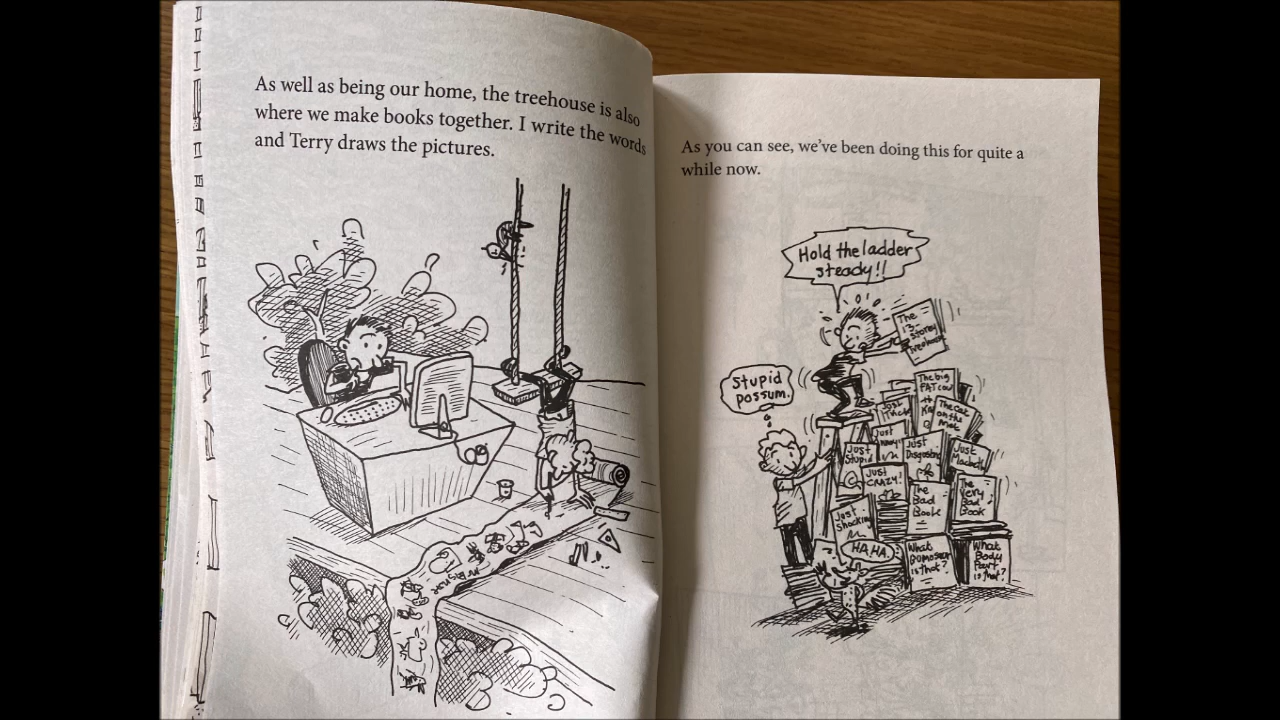 As well as being our home, the treehouse is also
where we make books together. I write the words
and Terry draws the pictures.
As you can see, we've been doing this for quite a
while now.
Hold the ladder
steady!!
The
13-
Storey
Treehouse
Stupid
possum.
The big
FAT cow
The cat
on the
Mat
Just
Tricking
Just
Stupid
Just
Disgusting
Just
Macbeth
Just
CRAZY!
The
Bad
Book
The
Very
Bad
Book
Just
Shocking
HA HA
What
Dinosaur
is that?
What
Body
Part
is that?